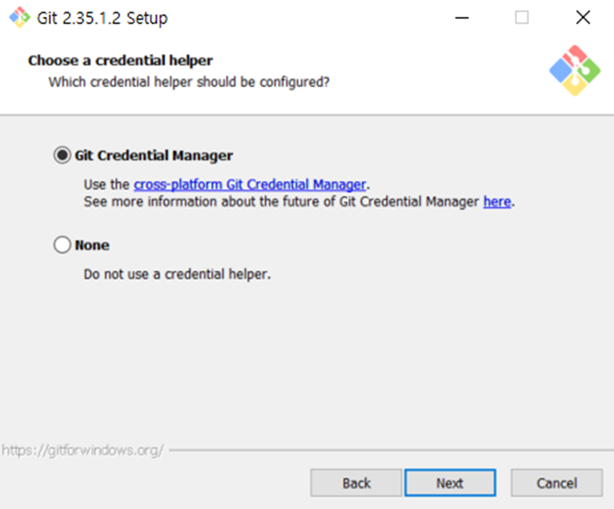 Git 2.35.1.2 Setup
Choose a credential helper
Which credential helper should be configured?
Git Credential Manager
Use the cross-platform Git Credential Manager.
See more information about the future of Git Credential Manager here.
None
Do not use a credential helper.
https://gitforwindows.org/
Back Next Cancel